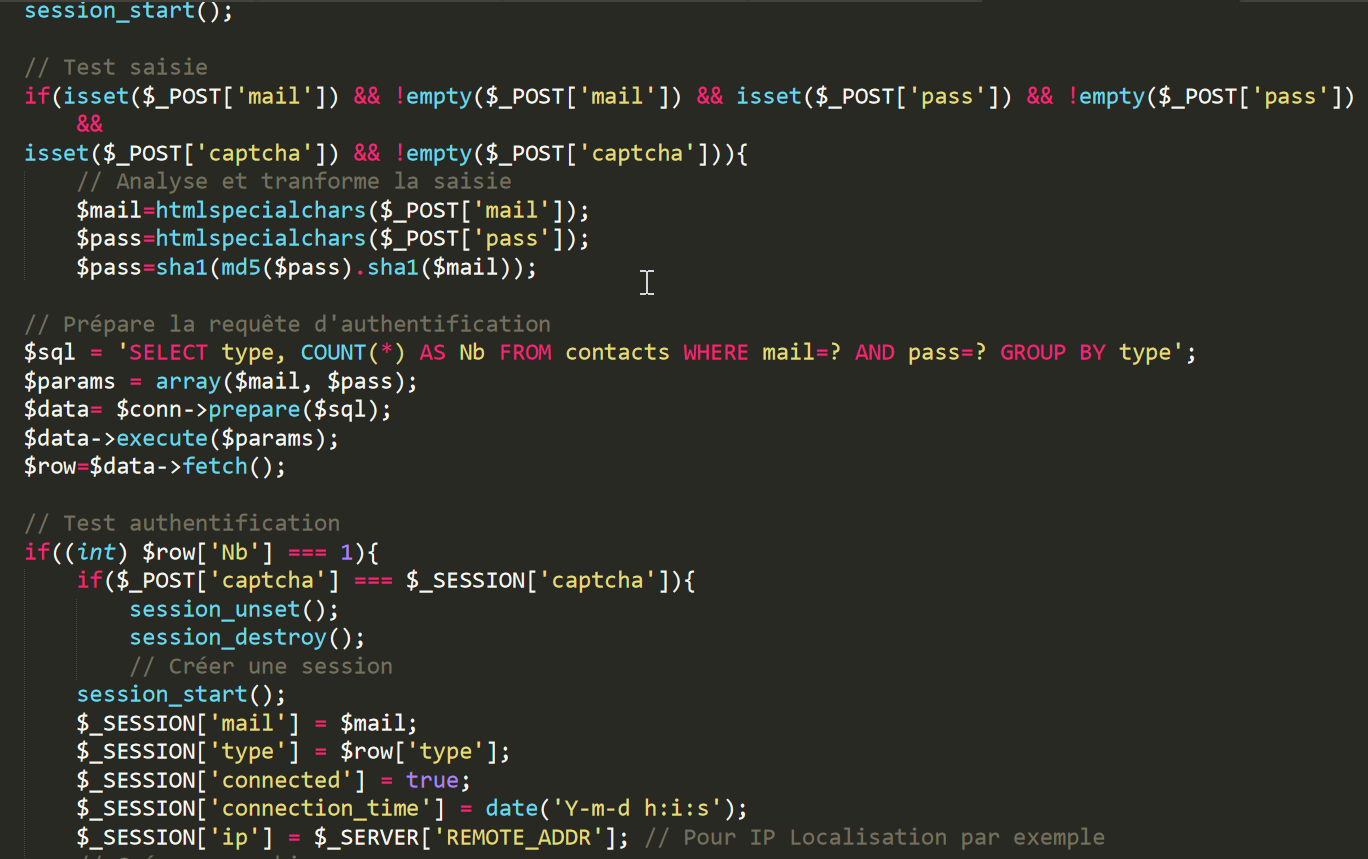 session_start();
// Test saisie
if(isset($_POST['mail']) && !empty($_POST['mail']) && isset($_POST['pass']) && !empty($_POST['pass'])
&&
isset($_POST['captcha']) && !empty($_POST['captcha'])){
// Analyse et tranforme la saisie
$mail=htmlspecialchars($_POST['mail']);
$pass=htmlspecialchars($_POST['pass']);
$pass=sha1(md5($pass).sha1($mail));
// Prépare la requête d'authentification
$sql = 'SELECT type, COUNT(*) AS Nb FROM contacts WHERE mail=? AND pass=? GROUP BY type';
$params = array($mail, $pass);
$data= $conn->prepare($sql);
$data->execute($params);
$row=$data->fetch();
// Test authentification
if((int) $row['Nb'] === 1){
if($_POST['captcha'] === $_SESSION['captcha']){
session_unset();
session_destroy();
// Créer une session
session_start();
$_SESSION['mail'] = $mail;
$_SESSION['type'] = $row['type'];
$_SESSION['connected'] = true;
$_SESSION['connection_time'] = date('Y-m-d h:i:s');
$_SESSION['ip'] = $_SERVER['REMOTE_ADDR']; // Pour IP Localisation par exemple